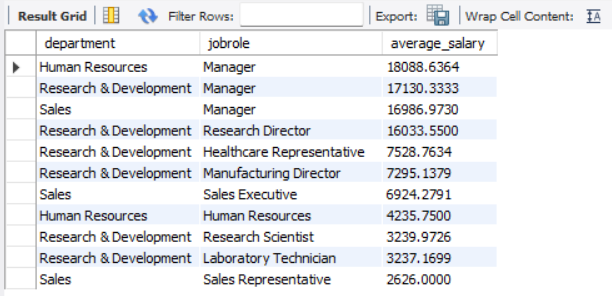 Result Grid Filter Rows: Export: Wrap Cell Content: IA
department jobrole average_salary
Human Resources Manager 18088.6364
Research & Development Manager 17130.3333
Sales Manager 16986.9730
Research & Development Research Director 16033.5500
Research & Development Healthcare Representative 7528.7634
Research & Development Manufacturing Director 7295.1379
Sales Sales Executive 6924.2791
Human Resources Human Resources 4235.7500
Research & Development Research Scientist 3239.9726
Research & Development Laboratory Technician 3237.1699
Sales Sales Representative 2626.0000